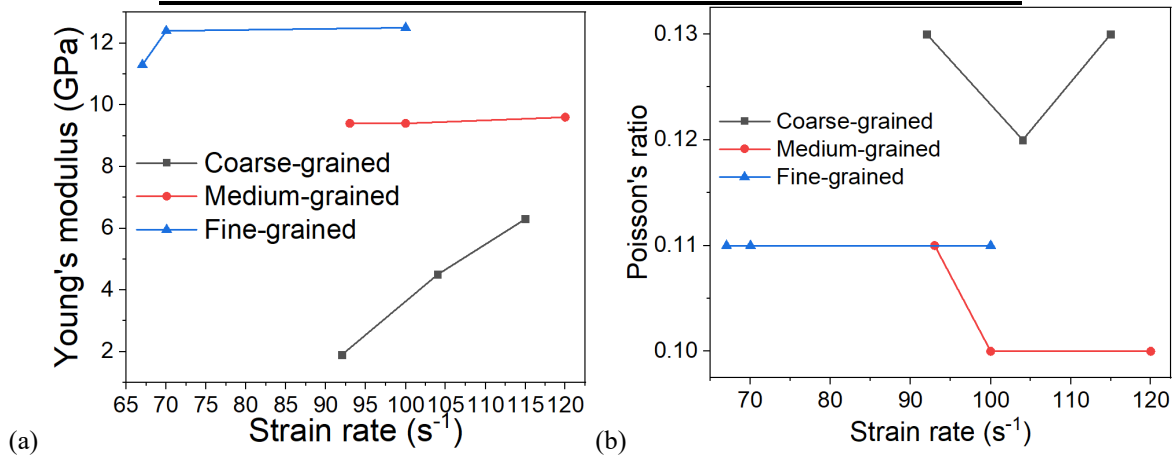 Young's modulus (GPa)
12
10
8
6
4
2
Coarse-grained
Medium-grained
Fine-grained
65 70 75 80 85 90 95 100 105 110 115 120
Strain rate (s⁻¹)
(a)
Poisson's ratio
0.13
0.12
0.11
0.10
Coarse-grained
Medium-grained
Fine-grained
70 80 90 100 110 120
Strain rate (s⁻¹)
(b)